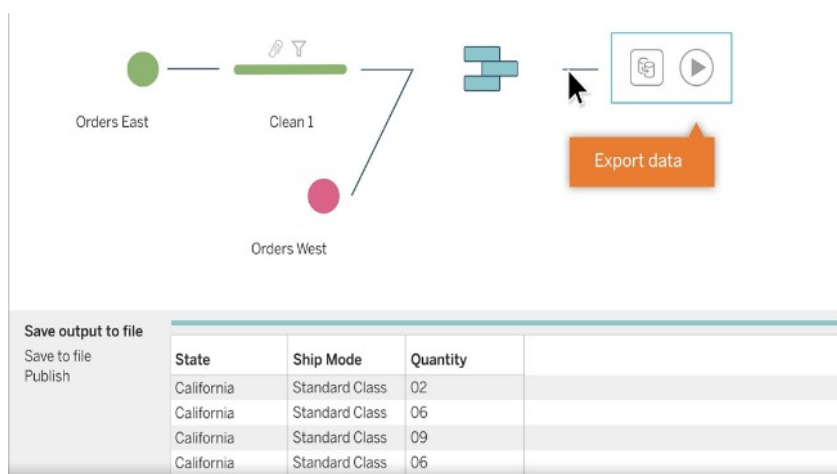 Orders East
Clean 1
Export data
Orders West
Save output to file
Save to file
Publish
State Ship Mode Quantity
California Standard Class 02
California Standard Class 06
California Standard Class 09
California Standard Class 06